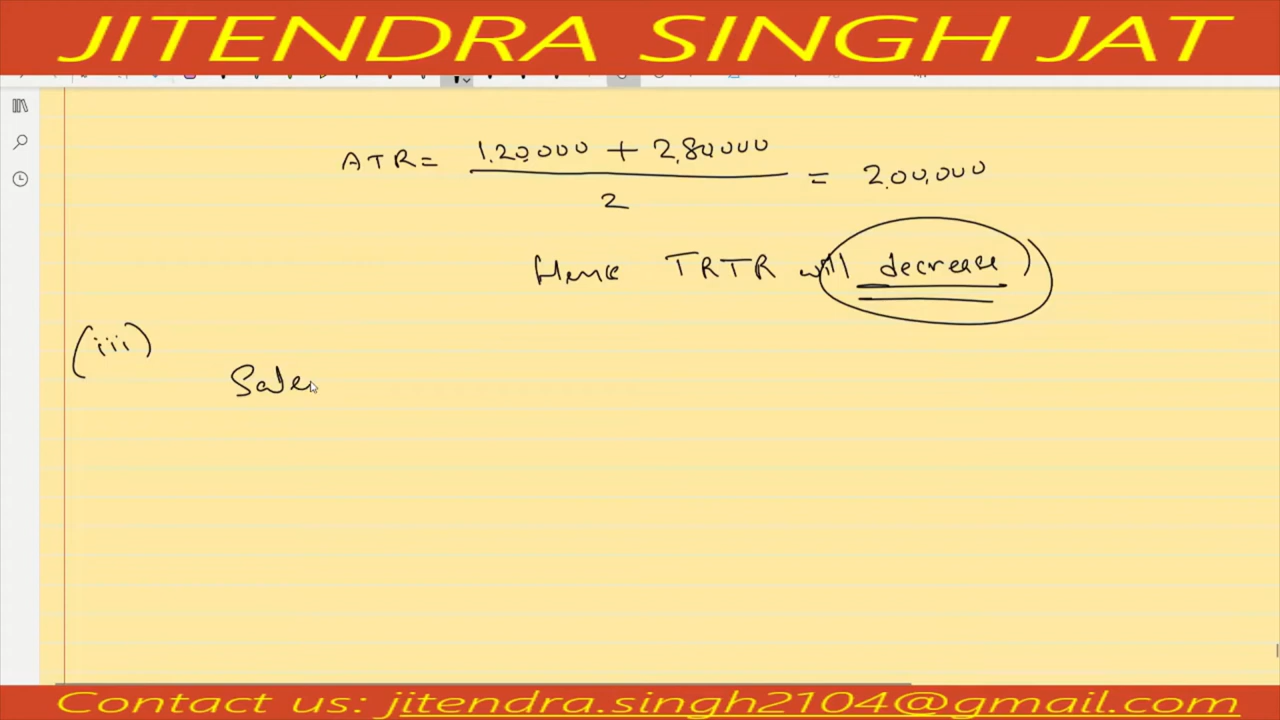 JITENDRA SINGH JAT
ATR = 1,20,000 + 2,80,000 / 2 = 2,00,000
Hence TRTR will decrease
(iii)
Sales
Contact us: jitendra.singh2104@gmail.com